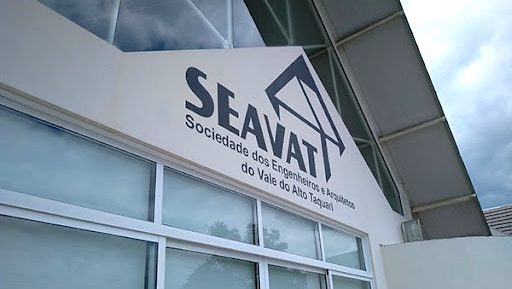 SEAVAT
Sociedade dos Engenheiros e Arquitetos
do Vale do Alto Taquari